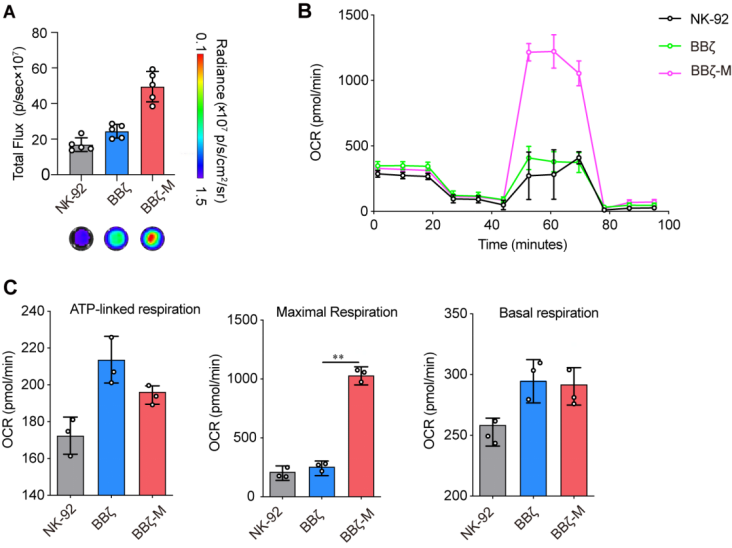 A
Total Flux (p/sec×10⁷)
80
60
40
20
0
NK-92
BBζ
BBζ-M
0.1
Radiance (×10⁷ p/s/cm²/sr)
1.5
B
OCR (pmol/min)
1500
1000
500
0
0
20
40
60
80
100
Time (minutes)
NK-92
BBζ
BBζ-M
C
ATP-linked respiration
OCR (pmol/min)
240
220
200
180
160
140
NK-92
BBζ
BBζ-M
Maximal Respiration
OCR (pmol/min)
1500
1000
500
0
**
NK-92
BBζ
BBζ-M
Basal respiration
OCR (pmol/min)
350
300
250
200
NK-92
BBζ
BBζ-M